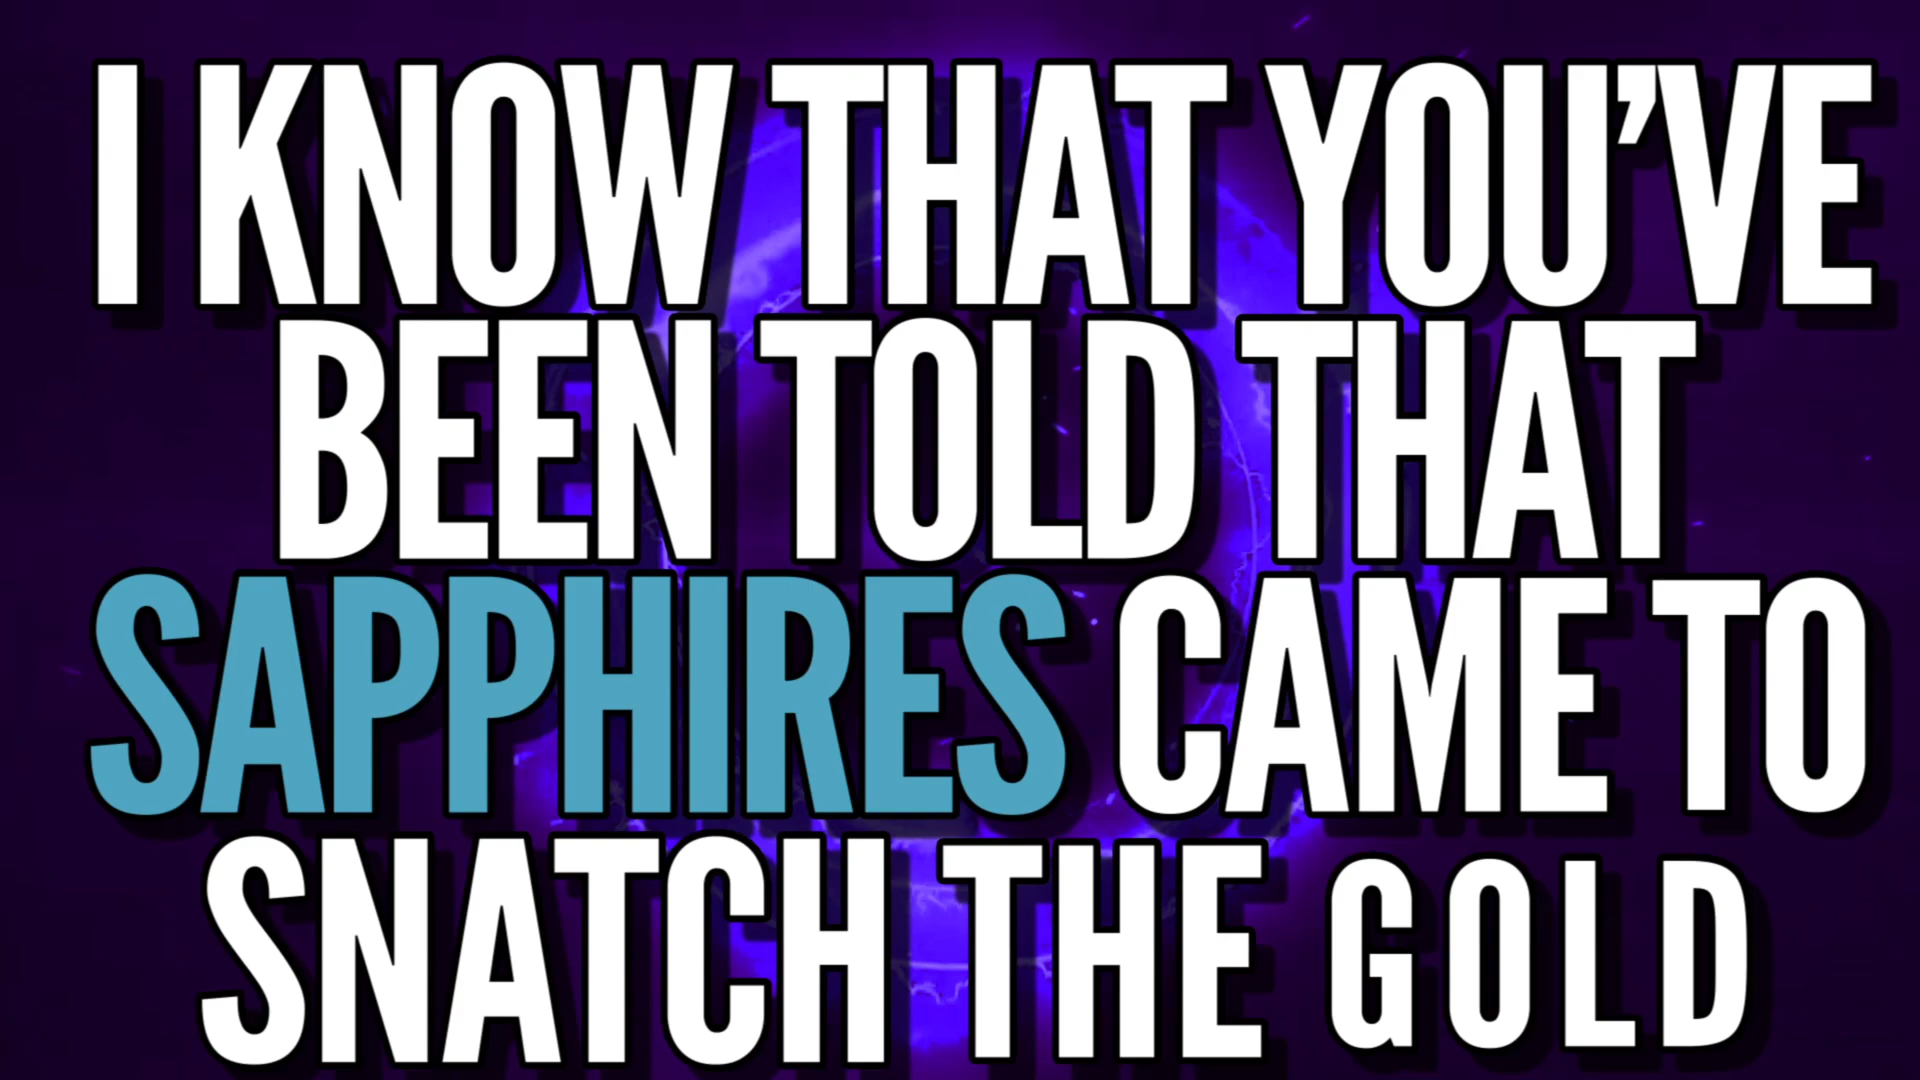 I KNOW THAT YOU'VE
BEEN TOLD THAT
SAPPHIRES CAME TO
SNATCH THE GOLD